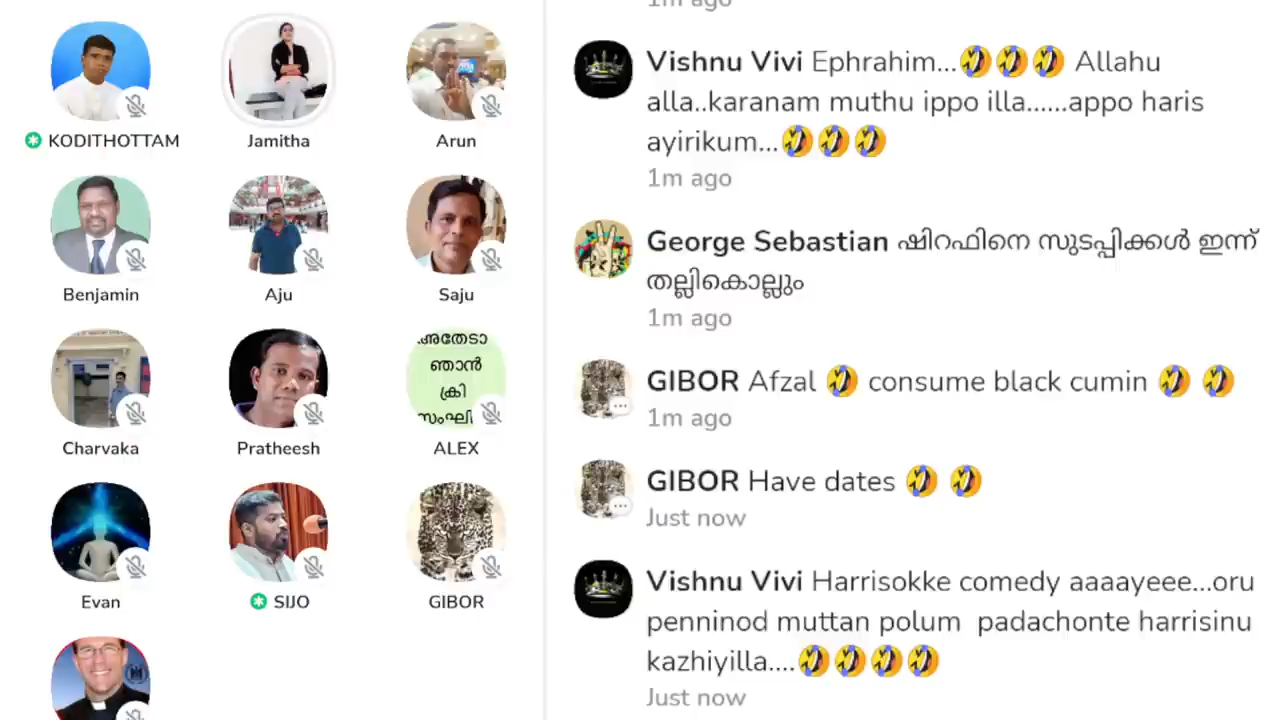 KODITHOTTAM
Jamitha
Arun
Benjamin
Aju
Saju
Charvaka
Pratheesh
അതേടാ
ഞാൻ
ക്രി
സംഘി
ALEX
Evan
SIJO
GIBOR
1m ago
Vishnu Vivi Ephrahim...🤣🤣🤣 Allahu
alla..karanam muthu ippo illa......appo haris
ayirikum...🤣🤣🤣
1m ago
George Sebastian ഷിറഫിനെ സുടപ്പിക്കൾ ഇന്ന്
തല്ലികൊല്ലും
1m ago
GIBOR Afzal 🤣 consume black cumin 🤣 🤣
1m ago
GIBOR Have dates 🤣 🤣
Just now
Vishnu Vivi Harrisokke comedy aaaayeee...oru
penninod muttan polum padachonte harrisinu
kazhiyilla....🤣🤣🤣🤣
Just now